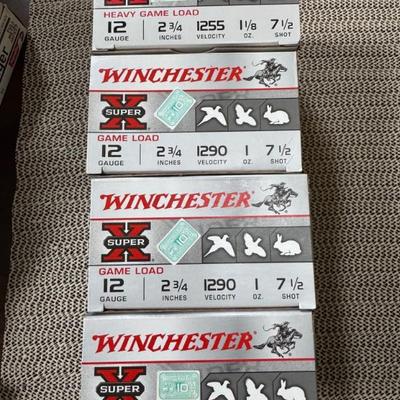 HEAVY GAME LOAD
12 2 3/4 1255 1 1/8 7 1/2
GAUGE INCHES VELOCITY OZ. SHOT
WINCHESTER
X
SUPER
10
GAME LOAD
12 2 3/4 1290 1 7 1/2
GAUGE INCHES VELOCITY OZ. SHOT
WINCHESTER
X
SUPER
10
GAME LOAD
12 2 3/4 1290 1 7 1/2
GAUGE INCHES VELOCITY OZ. SHOT
WINCHESTER
X
SUPER
10